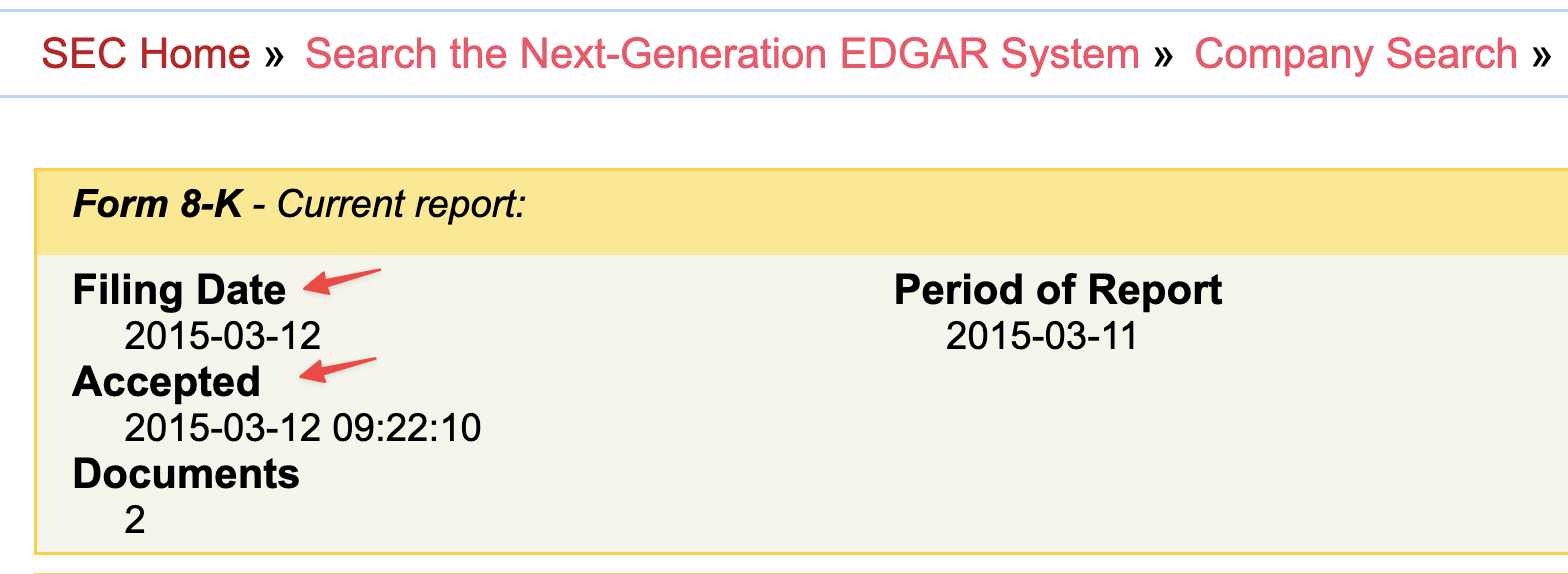 SEC Home » Search the Next-Generation EDGAR System » Company Search »
Form 8-K - Current report:
Filing Date
2015-03-12
Accepted
2015-03-12 09:22:10
Documents
2
Period of Report
2015-03-11